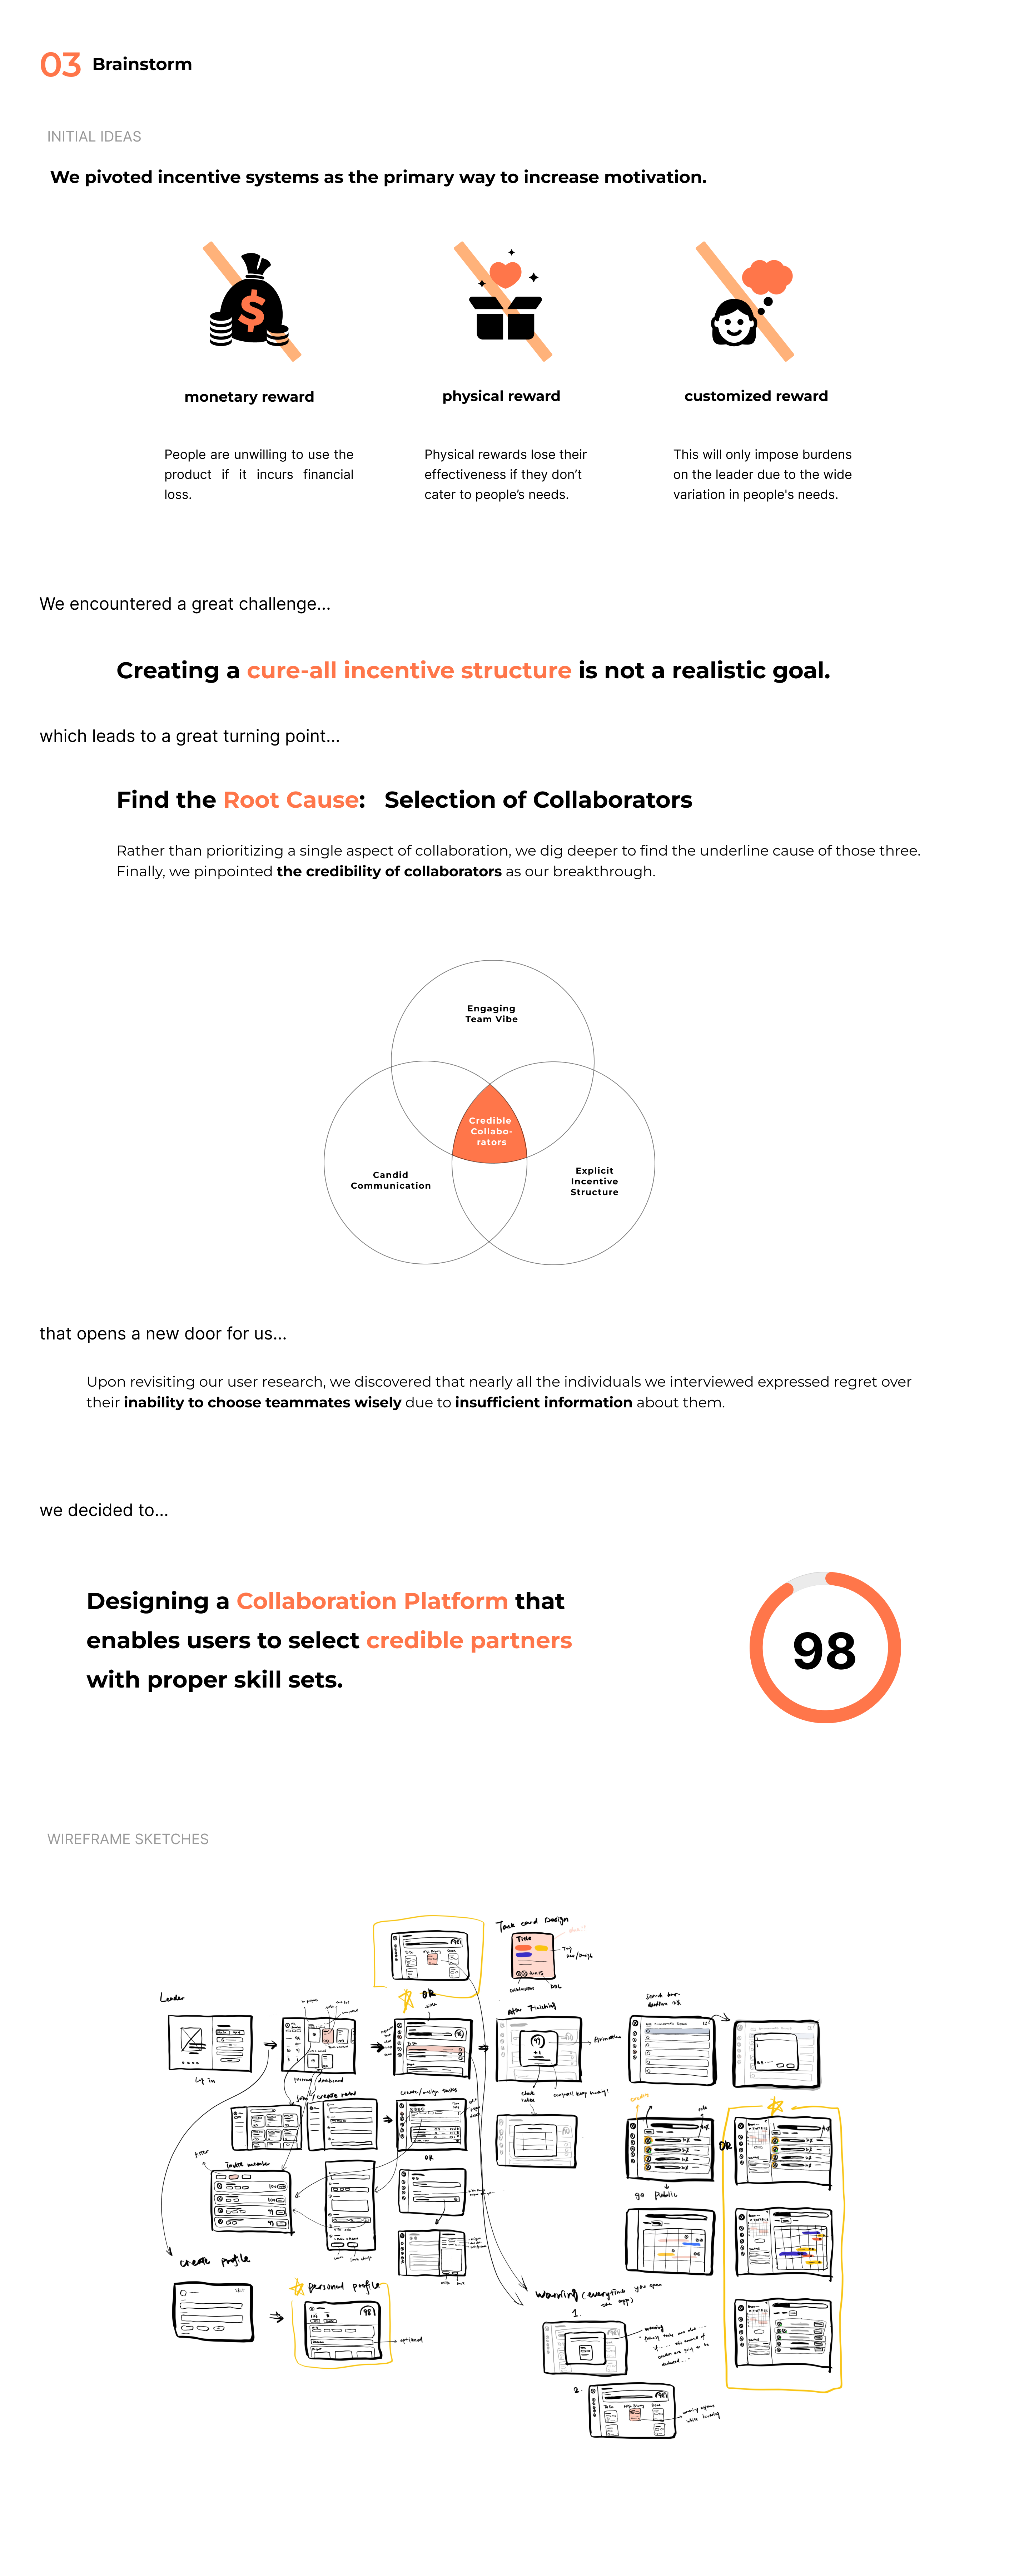 03 Brainstorm
INITIAL IDEAS
We pivoted incentive systems as the primary way to increase motivation.
monetary reward
People are unwilling to use the
product if it incurs financial
loss.
physical reward
Physical rewards lose their
effectiveness if they don't
cater to people's needs.
customized reward
This will only impose burdens
on the leader due to the wide
variation in people's needs.
We encountered a great challenge...
Creating a cure-all incentive structure is not a realistic goal.
which leads to a great turning point...
Find the Root Cause: Selection of Collaborators
Rather than prioritizing a single aspect of collaboration, we dig deeper to find the underline cause of those three.
Finally, we pinpointed the credibility of collaborators as our breakthrough.
Engaging
Team Vibe
Credible
Collabo-
rators
Candid
Communication
Explicit
Incentive
Structure
that opens a new door for us...
Upon revisiting our user research, we discovered that nearly all the individuals we interviewed expressed regret over
their inability to choose teammates wisely due to insufficient information about them.
we decided to...
Designing a Collaboration Platform that
enables users to select credible partners
with proper skill sets.
98
WIREFRAME SKETCHES
Task card Design
Title
Tag
Leader
OR
After Finishing
Log in
personal dashboard
create/assign tasks
OR
Invite member
OR
go public
create profile
personal profile
98
optional
Warning (everytime you open
the app)
1.
warning
2.